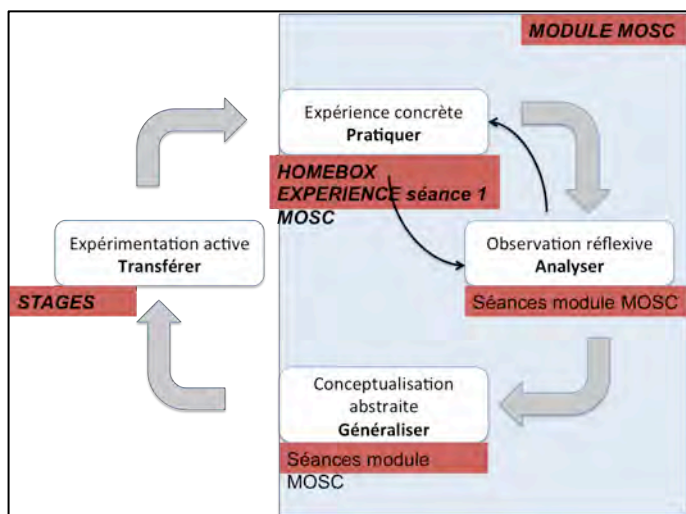 MODULE MOSC
Expérience concrète
Pratiquer
HOMEBOX
EXPERIENCE séance 1
MOSC
Expérimentation active
Transférer
STAGES
Observation réflexive
Analyser
Séances module MOSC
Conceptualisation
abstraite
Généraliser
Séances module
MOSC